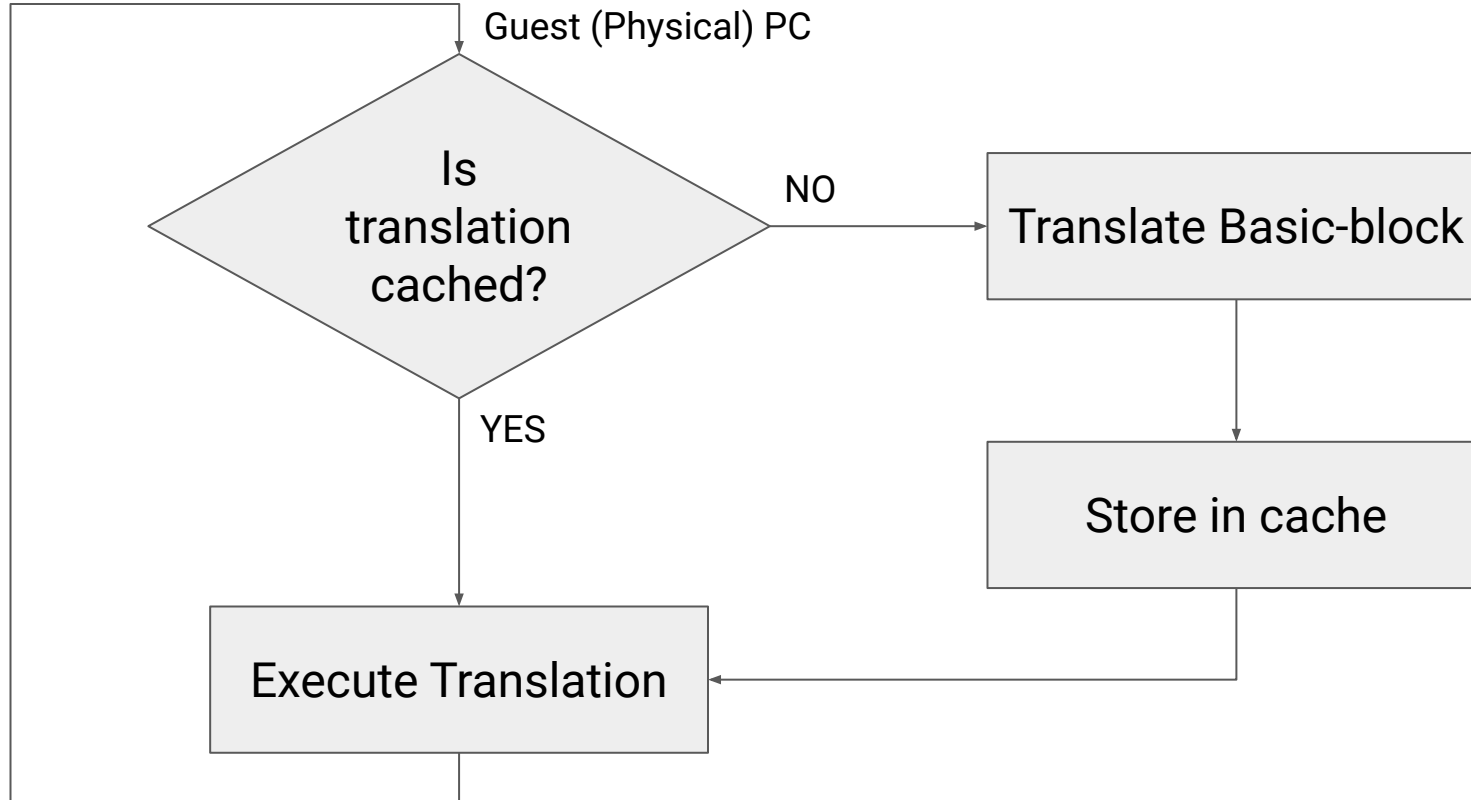 Guest (Physical) PC
Is
translation
cached?
NO
Translate Basic-block
YES
Store in cache
Execute Translation